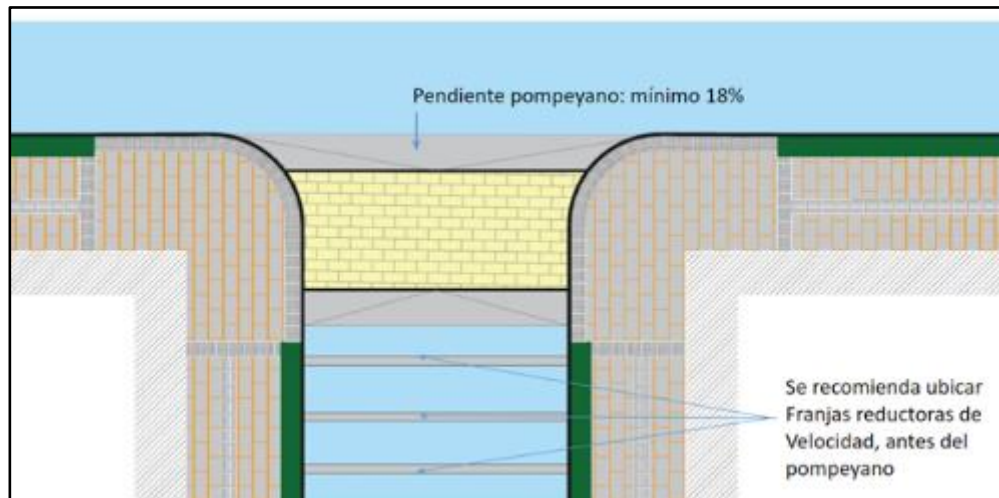 Pendiente pompeyano: mínimo 18%
Se recomienda ubicar
Franjas reductoras de
Velocidad, antes del
pompeyano